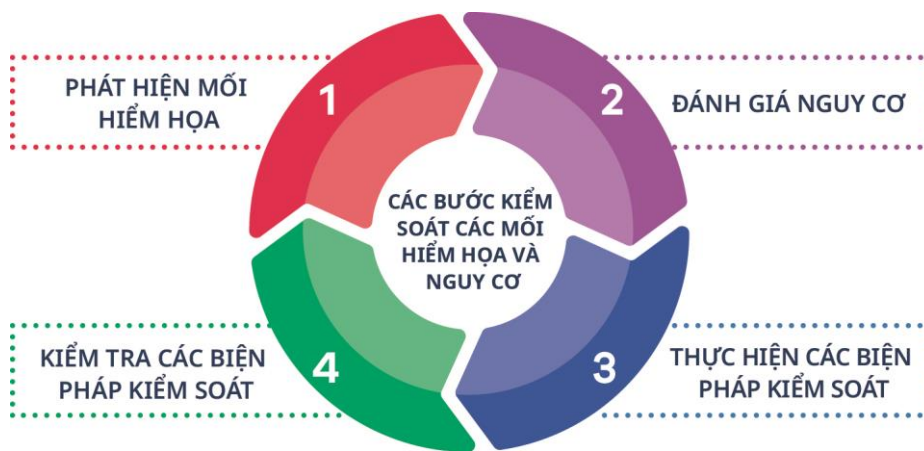 1
PHÁT HIỆN MỐI
HIỂM HỌA
2
ĐÁNH GIÁ NGUY CƠ
CÁC BƯỚC KIỂM
SOÁT CÁC MỐI
HIỂM HỌA VÀ
NGUY CƠ
3
THỰC HIỆN CÁC BIỆN
PHÁP KIỂM SOÁT
4
KIỂM TRA CÁC BIỆN
PHÁP KIỂM SOÁT